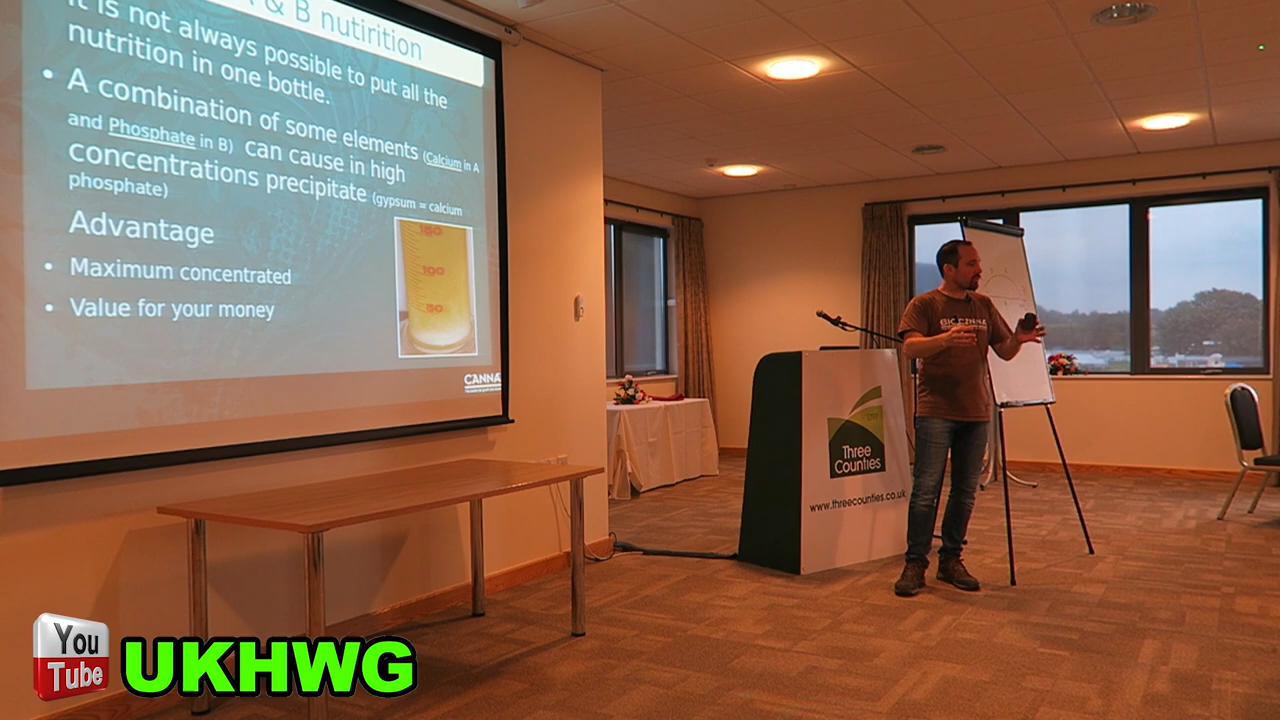 & B nutirition
It is not always possible to put all the
nutrition in one bottle.
• A combination of some elements (Calcium in A
and Phosphate in B) can cause in high
concentrations precipitate (gypsum = calcium
phosphate)
Advantage
• Maximum concentrated
• Value for your money
150
100
50
CANNA
Three
Counties
www.threecounties.co.uk
You
Tube
UKHWG